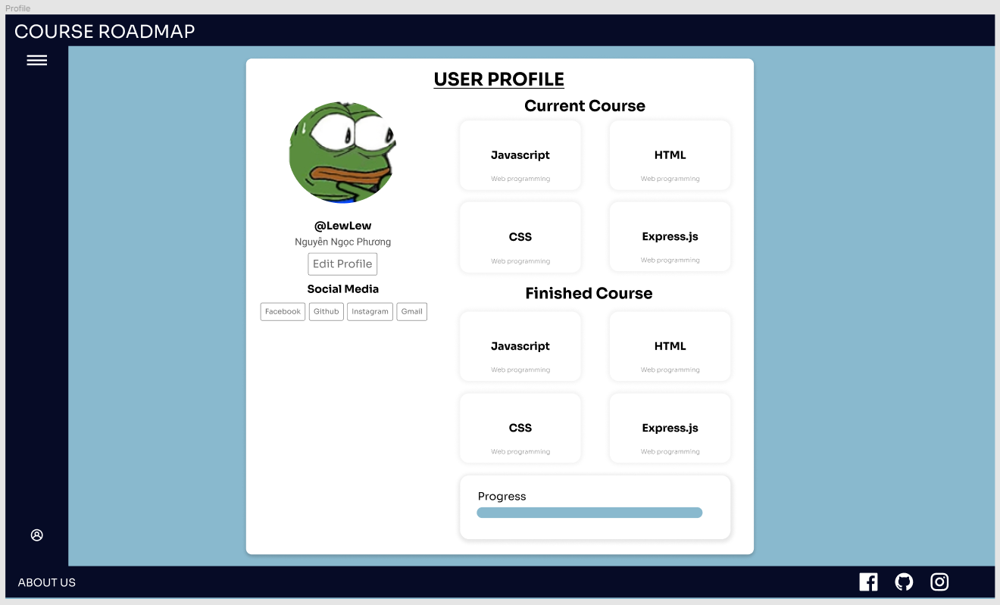 Profile
COURSE ROADMAP
USER PROFILE
@LewLew
Nguyễn Ngọc Phương
Edit Profile
Social Media
Facebook Github Instagram Gmail
Current Course
Javascript
Web programming
HTML
Web programming
CSS
Web programming
Express.js
Web programming
Finished Course
Javascript
Web programming
HTML
Web programming
CSS
Web programming
Express.js
Web programming
Progress
ABOUT US